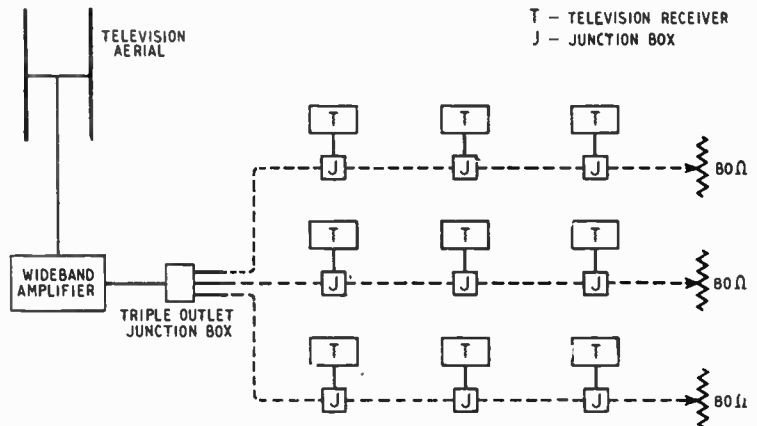 TELEVISION
AERIAL
T – TELEVISION RECEIVER
J – JUNCTION BOX
T T T
J J J
80Ω
WIDEBAND
AMPLIFIER
TRIPLE OUTLET
JUNCTION BOX
T T T
J J J
80Ω
T T T
J J J
80Ω